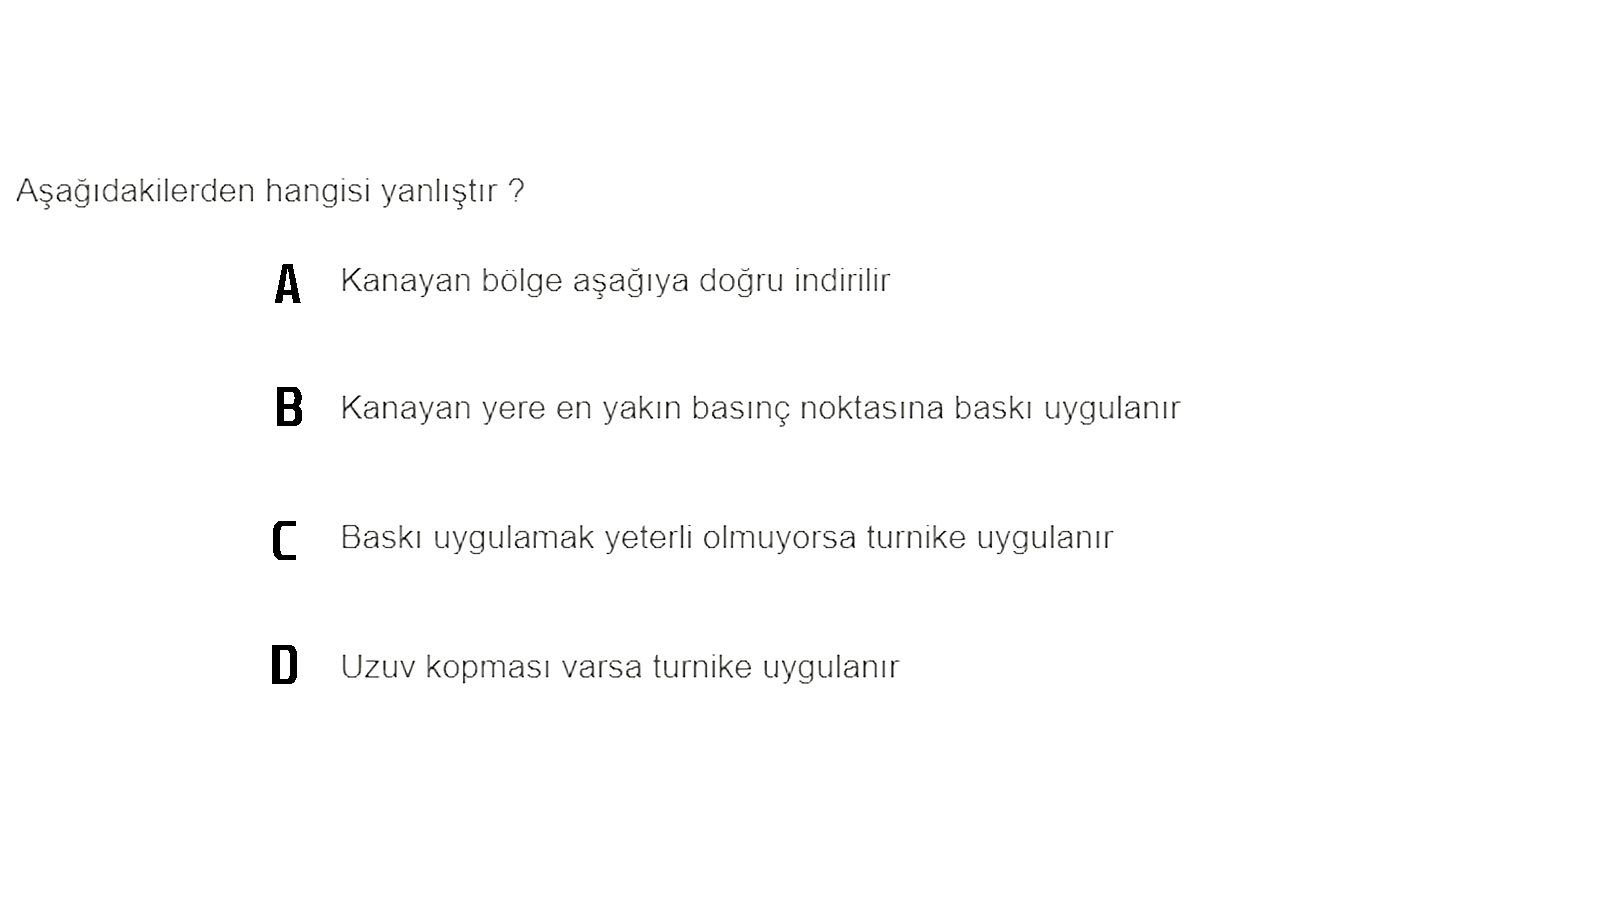 Aşağıdakilerden hangisi yanlıştır ?
A Kanayan bölge aşağıya doğru indirilir
B Kanayan yere en yakın basınç noktasına baskı uygulanır
C Baskı uygulamak yeterli olmuyorsa turnike uygulanır
D Uzuv kopması varsa turnike uygulanır